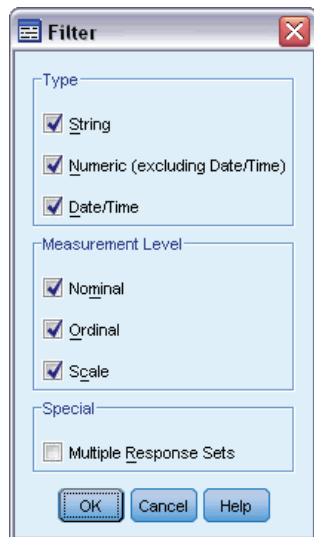 Filter
Type
String
Numeric (excluding Date/Time)
Date/Time
Measurement Level
Nominal
Ordinal
Scale
Special
Multiple Response Sets
OK Cancel Help